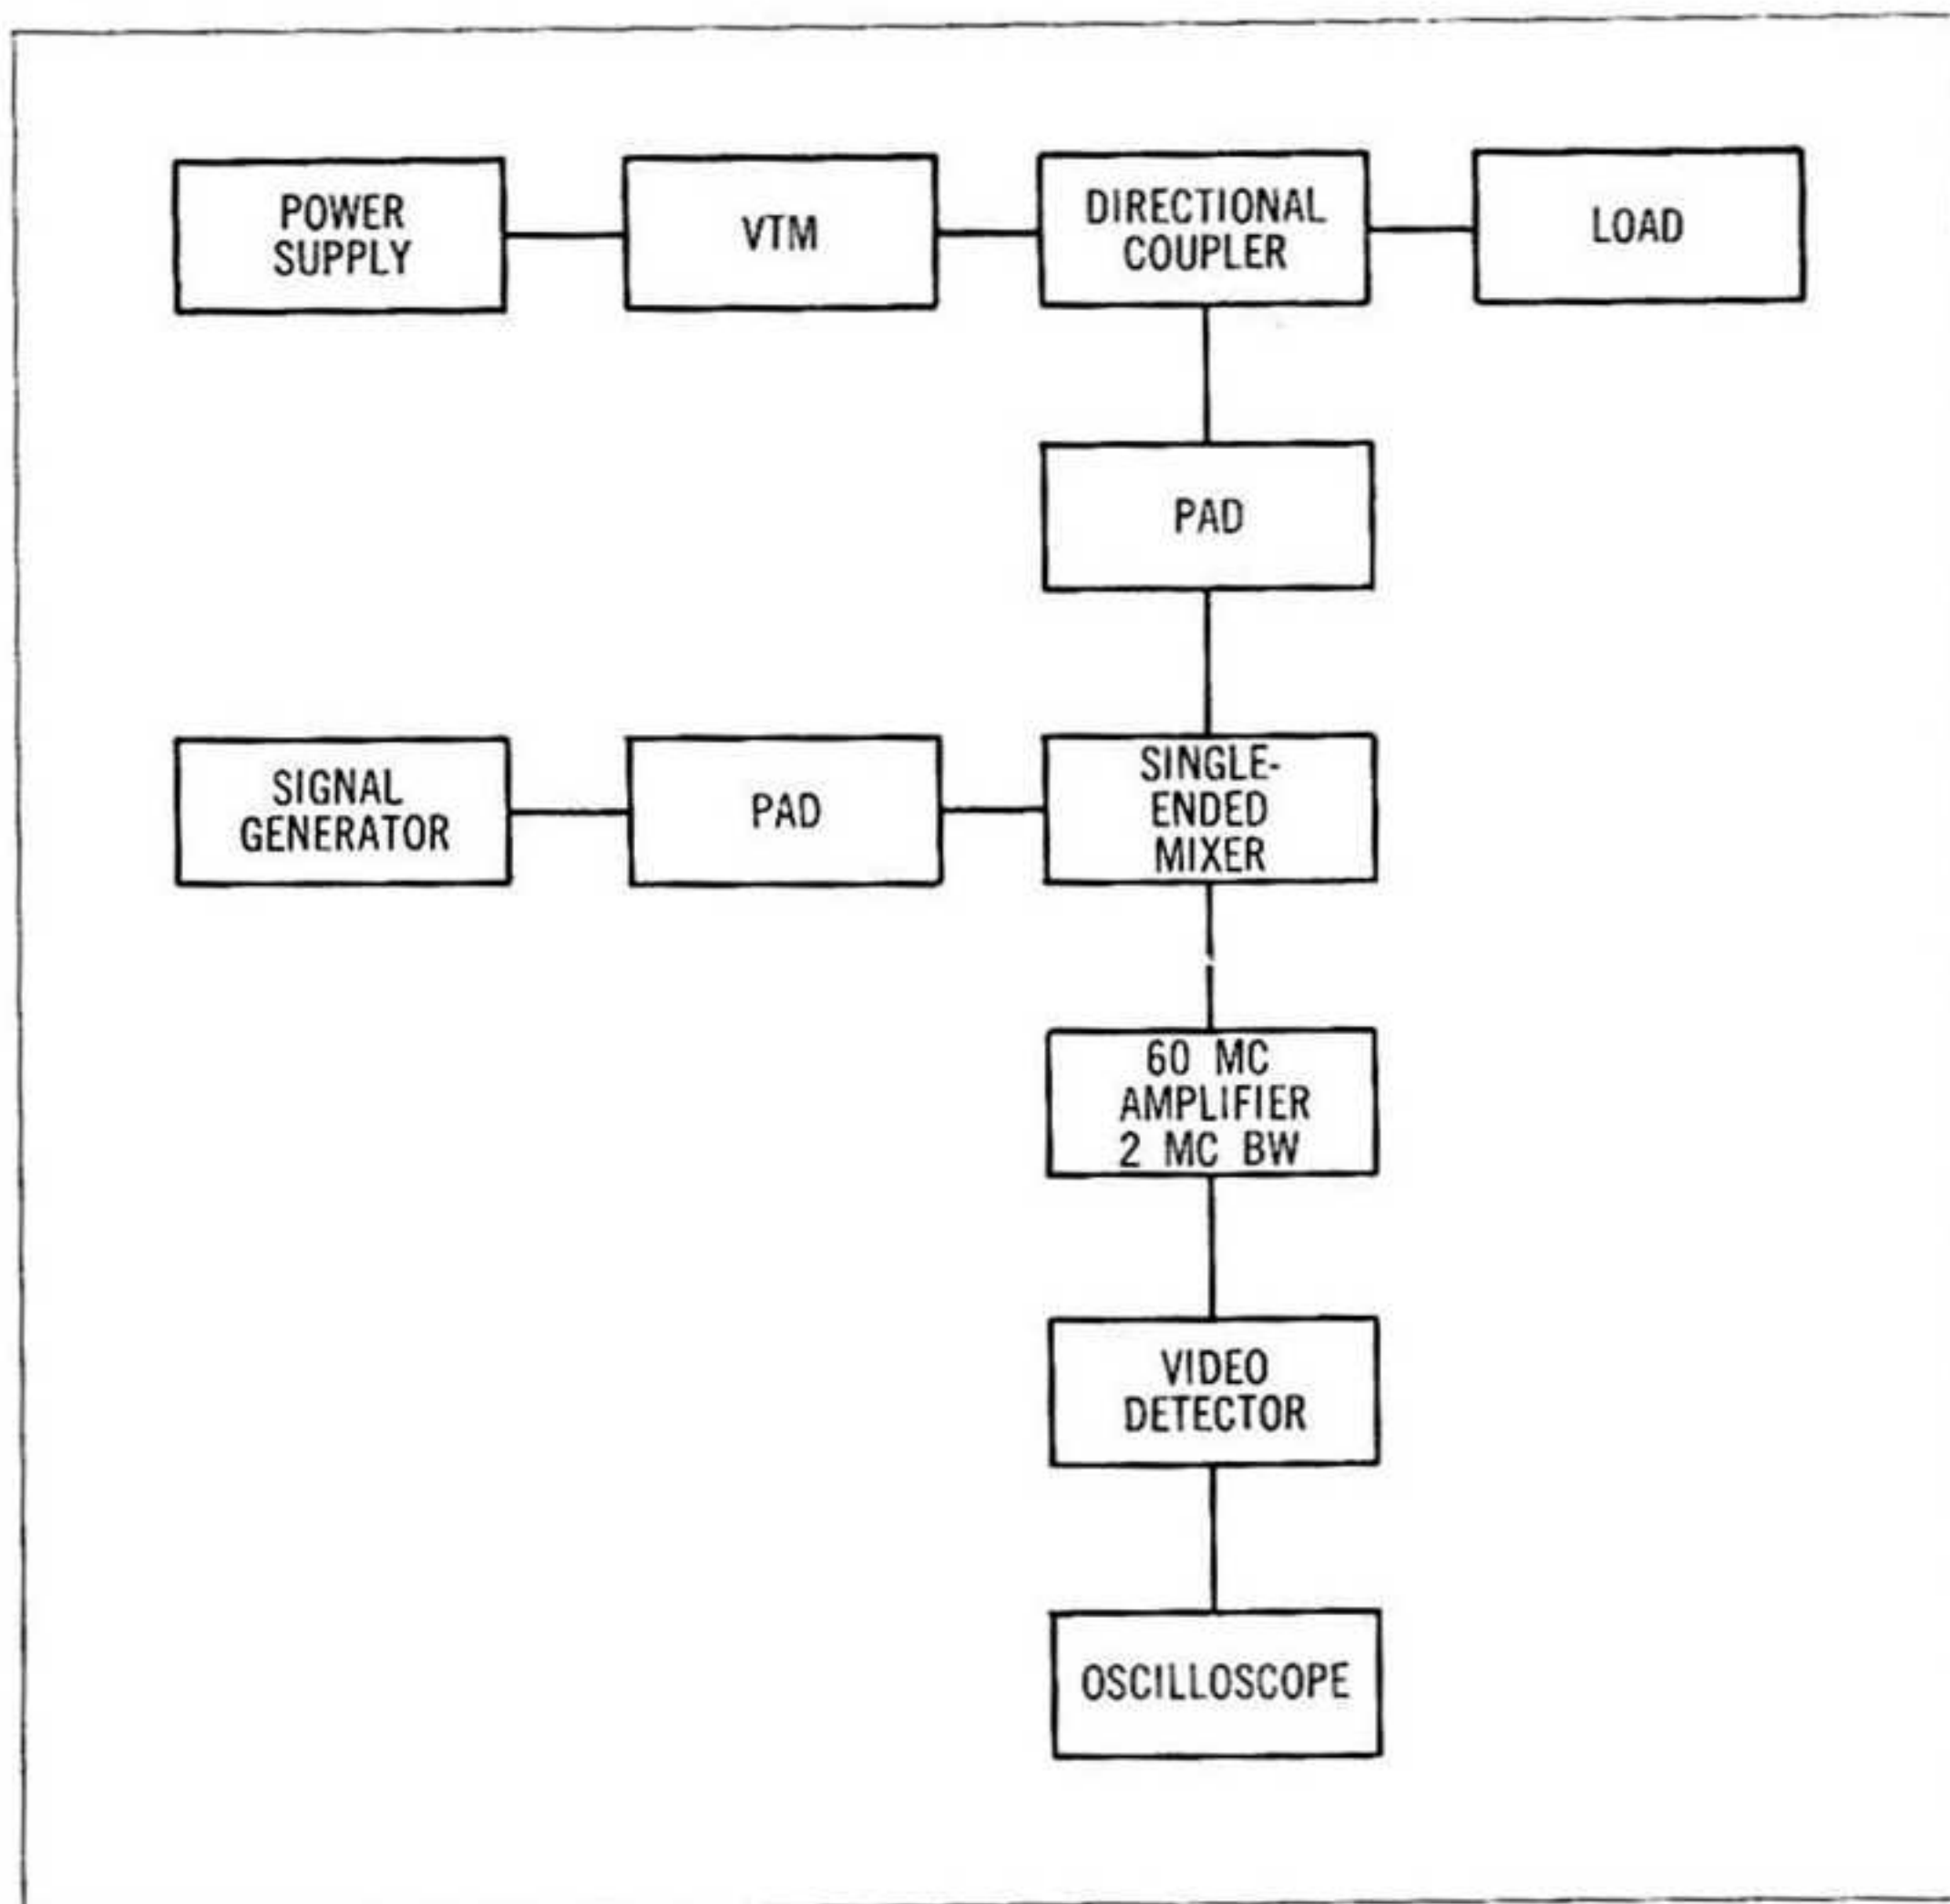 POWER
SUPPLY
VTM
DIRECTIONAL
COUPLER
LOAD
PAD
SIGNAL
GENERATOR
PAD
SINGLE-
ENDED
MIXER
60 MC
AMPLIFIER
2 MC BW
VIDEO
DETECTOR
OSCILLOSCOPE